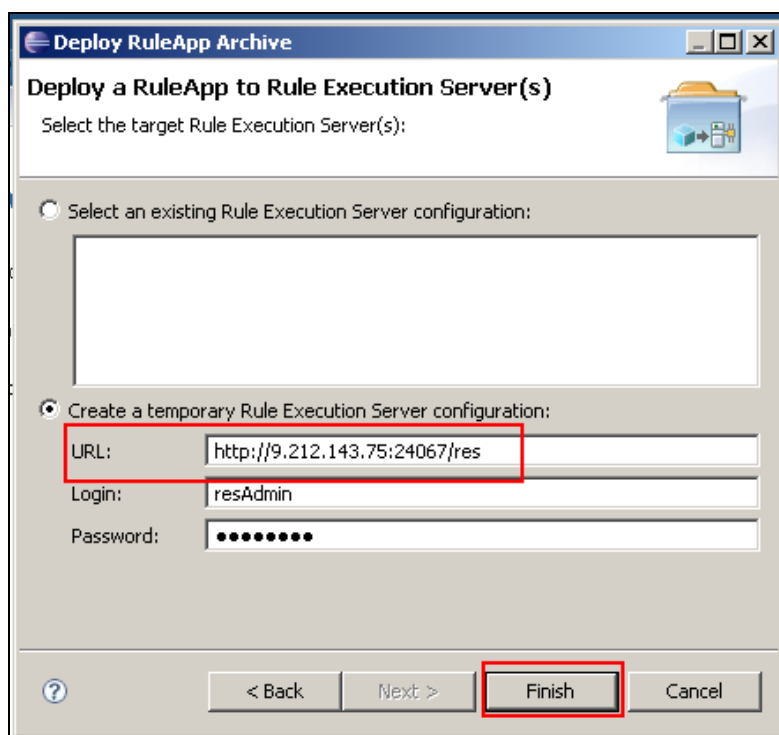 Deploy RuleApp Archive
Deploy a RuleApp to Rule Execution Server(s)
Select the target Rule Execution Server(s):
Select an existing Rule Execution Server configuration:
Create a temporary Rule Execution Server configuration:
URL: http://9.212.143.75:24067/res
Login: resAdmin
Password: ●●●●●●●●
? < Back Next > Finish Cancel